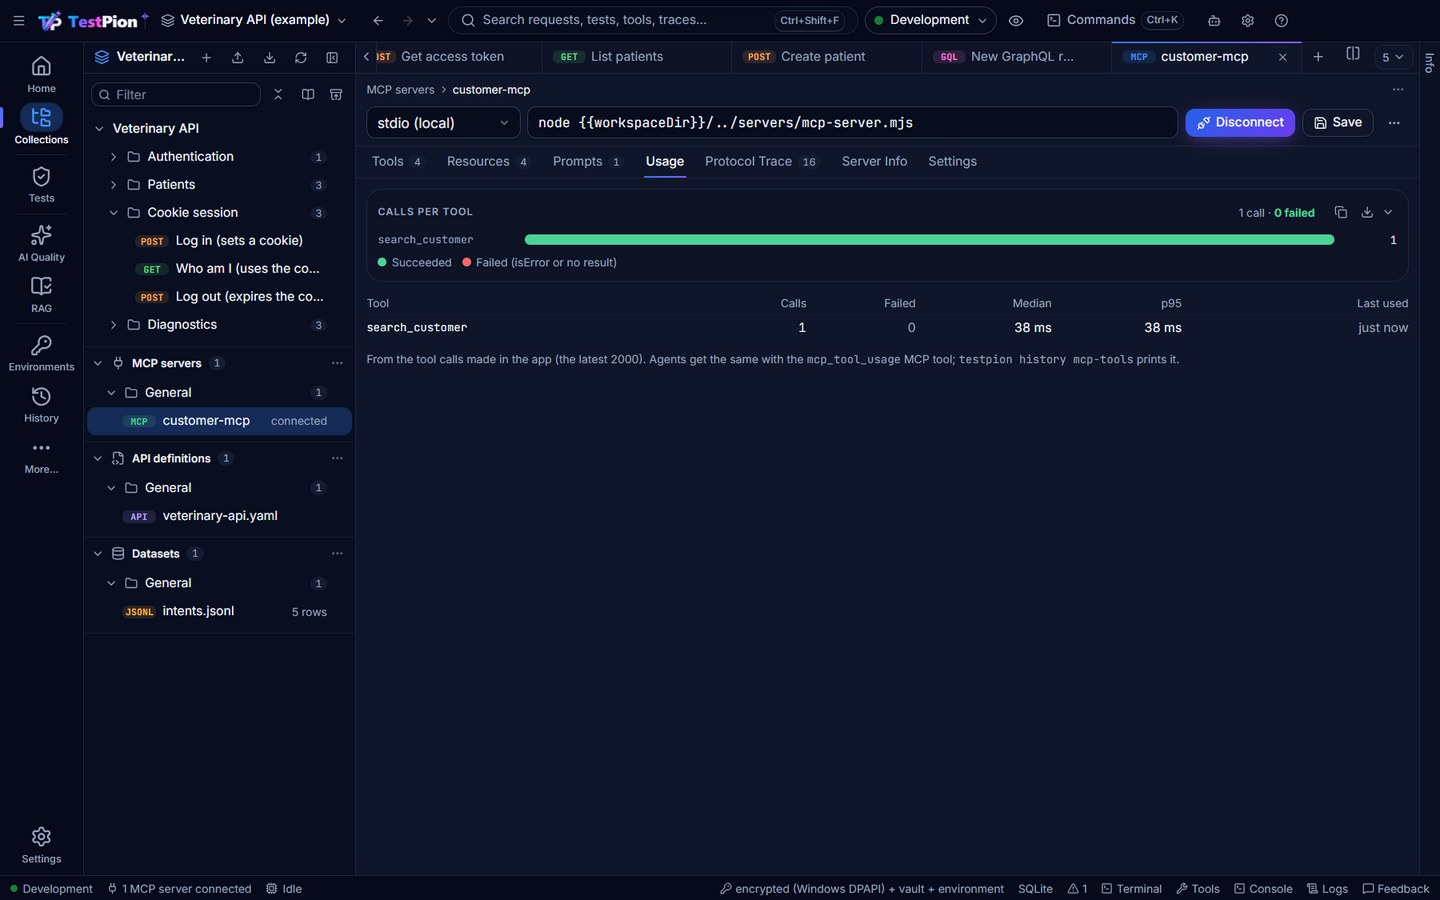 TestPion
Veterinary API (example)
Search requests, tests, tools, traces... Ctrl+Shift+F
Development
Commands Ctrl+K
Home
Collections
Tests
AI Quality
RAG
Environments
History
More...
Settings
Veterinar...
Filter
Veterinary API
Authentication 1
Patients 3
Cookie session 3
POST Log in (sets a cookie)
GET Who am I (uses the co...
POST Log out (expires the co...
Diagnostics 3
MCP servers 1
General 1
MCP customer-mcp connected
API definitions 1
General 1
API veterinary-api.yaml
Datasets 1
General 1
JSONL intents.jsonl 5 rows
OST Get access token
GET List patients
POST Create patient
GQL New GraphQL r...
MCP customer-mcp
5
Info
MCP servers > customer-mcp
stdio (local)
node {{workspaceDir}}/../servers/mcp-server.mjs
Disconnect
Save
Tools 4
Resources 4
Prompts 1
Usage
Protocol Trace 16
Server Info
Settings
CALLS PER TOOL
1 call · 0 failed
search_customer 1
Succeeded Failed (isError or no result)
Tool Calls Failed Median p95 Last used
search_customer 1 0 38 ms 38 ms just now
From the tool calls made in the app (the latest 2000). Agents get the same with the mcp_tool_usage MCP tool; testpion history mcp-tools prints it.
Development
1 MCP server connected
Idle
encrypted (Windows DPAPI) + vault + environment
SQLite
1
Terminal
Tools
Console
Logs
Feedback